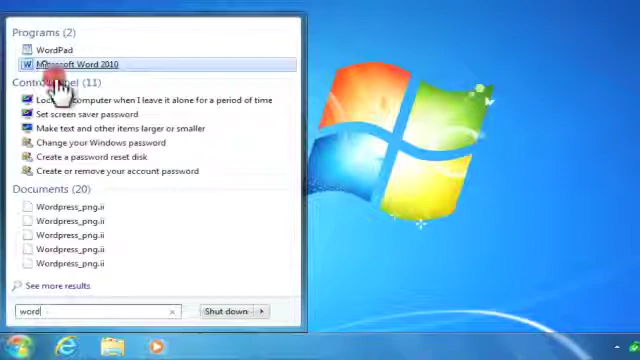 Programs (2)
WordPad
Microsoft Word 2010
Control Panel (11)
Lock computer when I leave it alone for a period of time
Set screen saver password
Make text and other items larger or smaller
Change your Windows password
Create a password reset disk
Create or remove your account password
Documents (20)
Wordpress_png.ii
Wordpress_png.ii
Wordpress_png.ii
Wordpress_png.ii
Wordpress_png.ii
See more results
word
Shut down